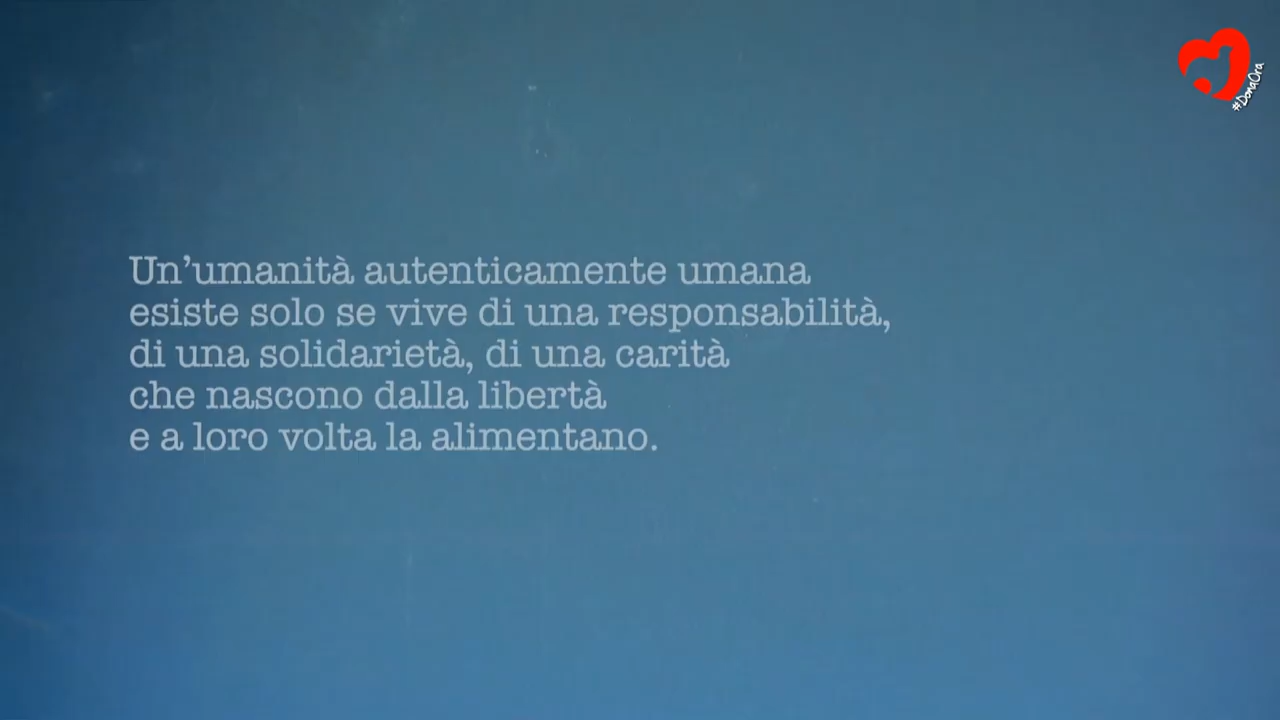 #DonaOra
Un’umanità autenticamente umana
esiste solo se vive di una responsabilità,
di una solidarietà, di una carità
che nascono dalla libertà
e a loro volta la alimentano.